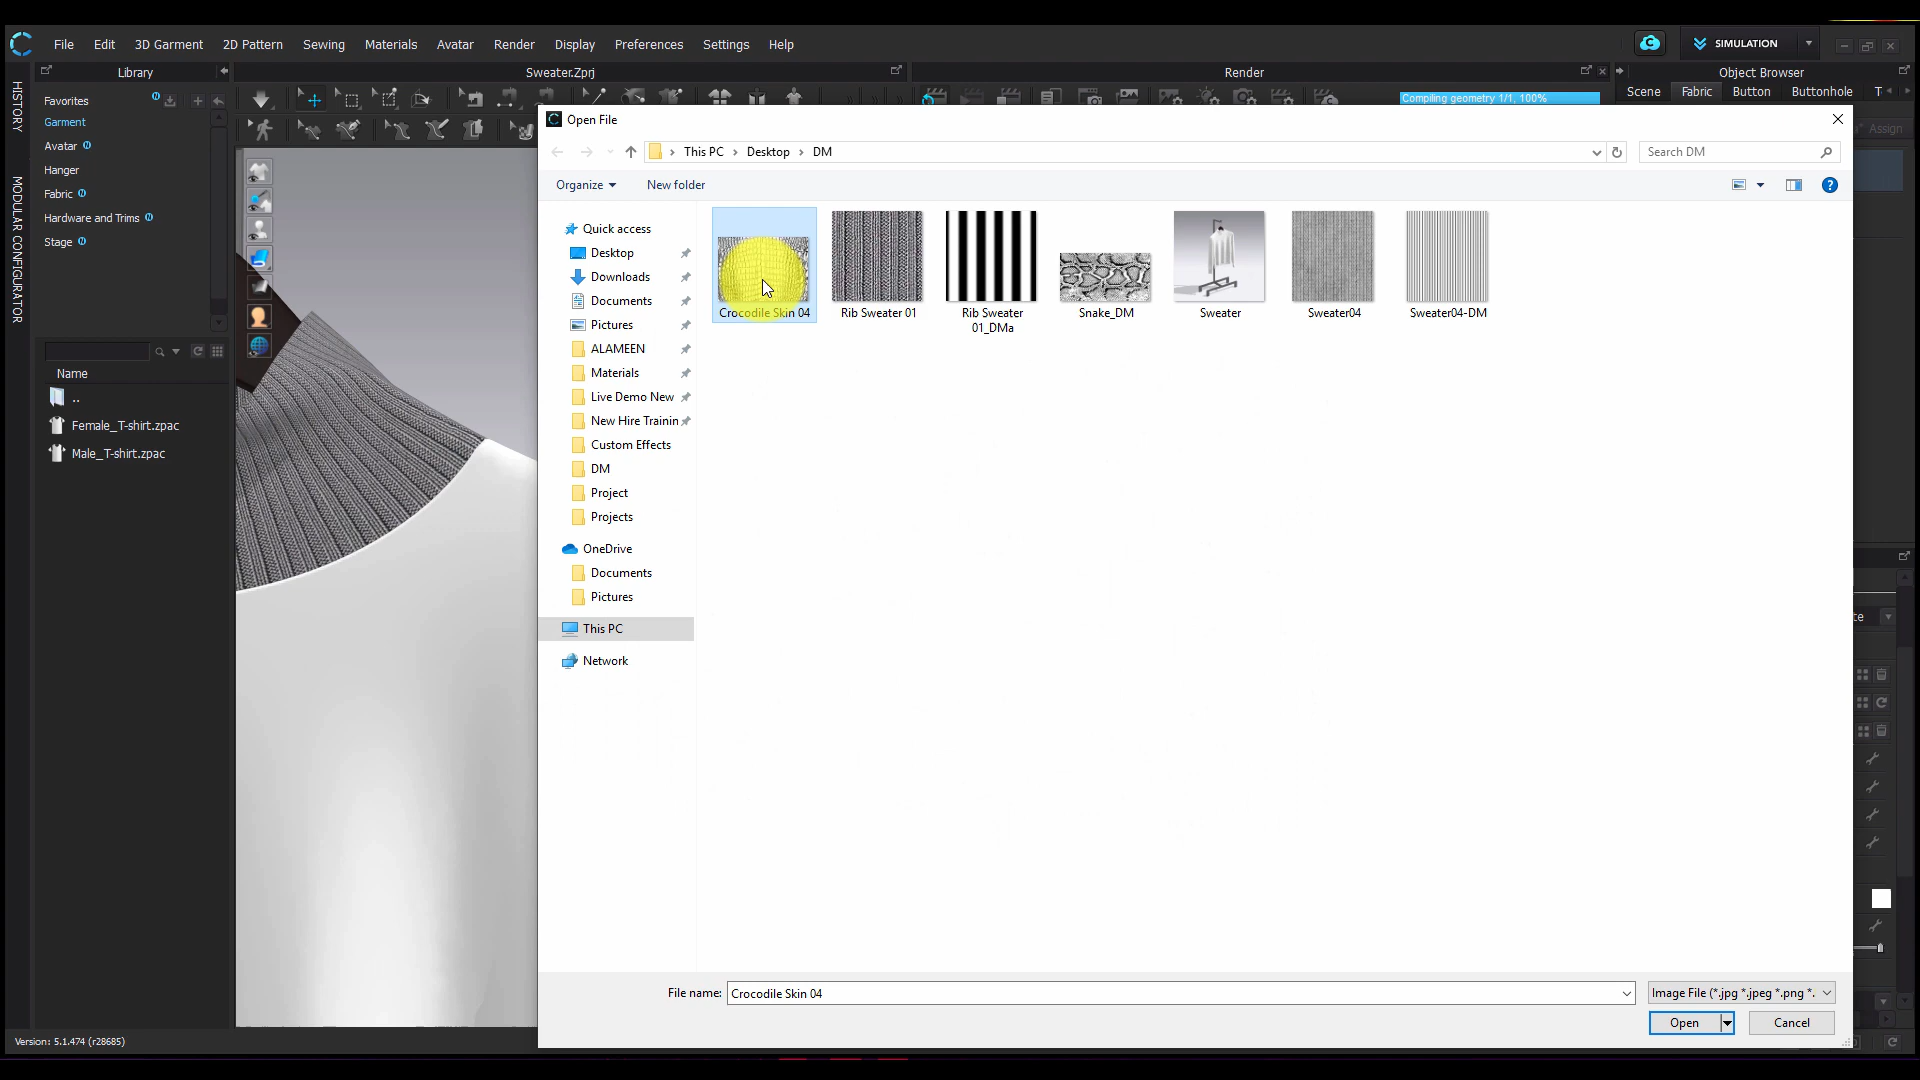 File Edit 3D Garment 2D Pattern Sewing Materials Avatar Render Display Preferences Settings Help
SIMULATION
HISTORY
MODULAR CONFIGURATOR
Library
Sweater.Zprj
Render
Object Browser
Scene Fabric Button Buttonhole T
Compiling geometry 1/1, 100%
Assign
Favorites
Garment
Avatar
Hanger
Fabric
Hardware and Trims
Stage
Name
..
Female_T-shirt.zpac
Male_T-shirt.zpac
Version: 5.1.474 (r28685)
Open File
This PC Desktop DM
Search DM
Organize New folder
Quick access
Desktop
Downloads
Documents
Pictures
ALAMEEN
Materials
Live Demo New
New Hire Trainin
Custom Effects
DM
Project
Projects
OneDrive
Documents
Pictures
This PC
Network
Crocodile Skin 04
Rib Sweater 01
Rib Sweater
01_DMa
Snake_DM
Sweater
Sweater04
Sweater04-DM
te
File name: Crocodile Skin 04
Image File (*.jpg *.jpeg *.png *.
Open Cancel